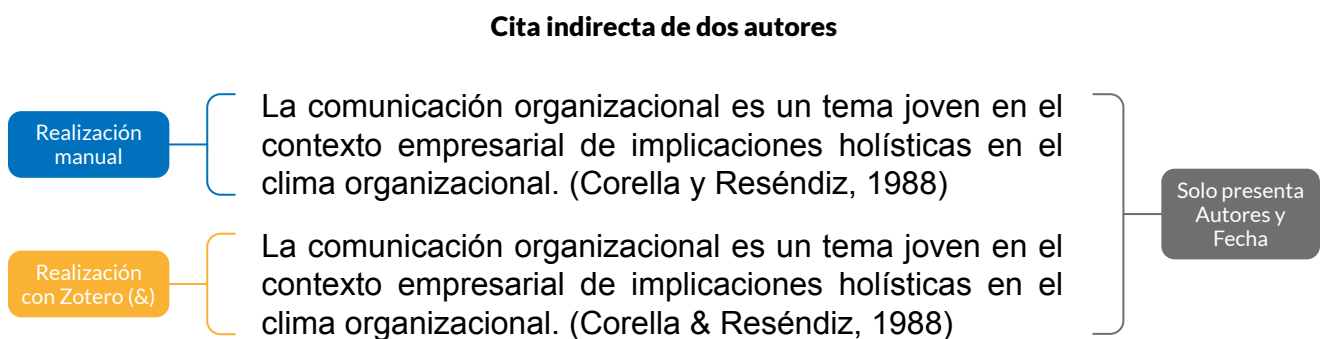 Cita indirecta de dos autores
Realización
manual
La comunicación organizacional es un tema joven en el
contexto empresarial de implicaciones holísticas en el
clima organizacional. (Corella y Reséndiz, 1988)
Realización
con Zotero (&)
La comunicación organizacional es un tema joven en el
contexto empresarial de implicaciones holísticas en el
clima organizacional. (Corella & Reséndiz, 1988)
Solo presenta
Autores y
Fecha